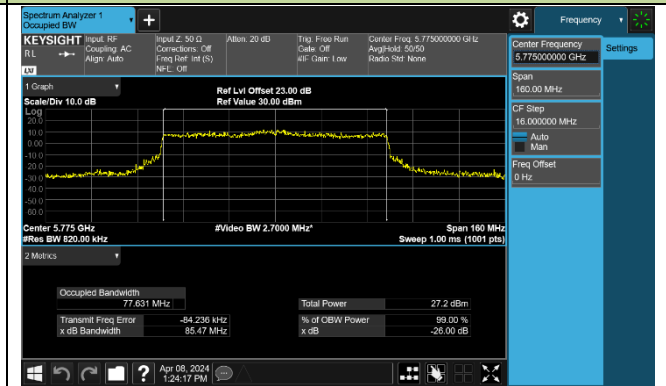 Spectrum Analyzer 1
Occupied BW
Frequency
KEYSIGHT
RL
LXI
Input: RF
Coupling: AC
Align: Auto
Input Z: 50 Ω
Corrections: Off
Freq Ref: Int (S)
NFE: Off
Atten: 20 dB
Trig: Free Run
Gate: Off
#IF Gain: Low
Center Freq: 5.775000000 GHz
Avg|Hold: 50/50
Radio Std: None
Center Frequency
5.775000000 GHz
Settings
Span
160.00 MHz
CF Step
16.000000 MHz
Auto
Man
Freq Offset
0 Hz
1 Graph
Scale/Div 10.0 dB
Ref Lvl Offset 23.00 dB
Ref Value 30.00 dBm
Log
20.0
10.0
0.00
-10.0
-20.0
-30.0
-40.0
-50.0
-60.0
Center 5.775 GHz
#Res BW 820.00 kHz
#Video BW 2.7000 MHz*
Span 160 MHz
Sweep 1.00 ms (1001 pts)
2 Metrics
Occupied Bandwidth
77.631 MHz
Total Power 27.2 dBm
Transmit Freq Error -84.236 kHz
% of OBW Power 99.00 %
x dB Bandwidth 85.47 MHz
x dB -26.00 dB
?
Apr 08, 2024
1:24:17 PM